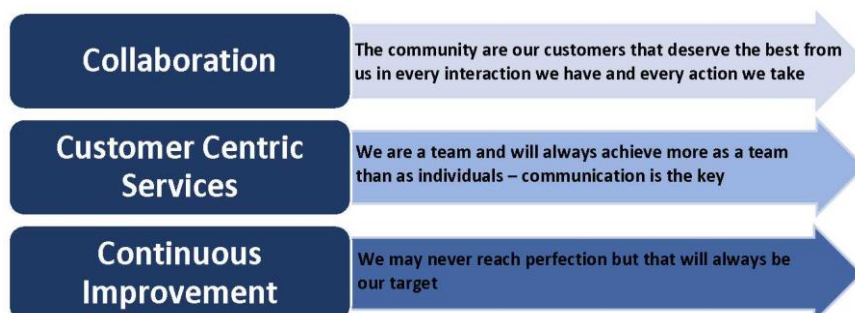 Collaboration
The community are our customers that deserve the best from
us in every interaction we have and every action we take
Customer Centric
Services
We are a team and will always achieve more as a team
than as individuals – communication is the key
Continuous
Improvement
We may never reach perfection but that will always be
our target